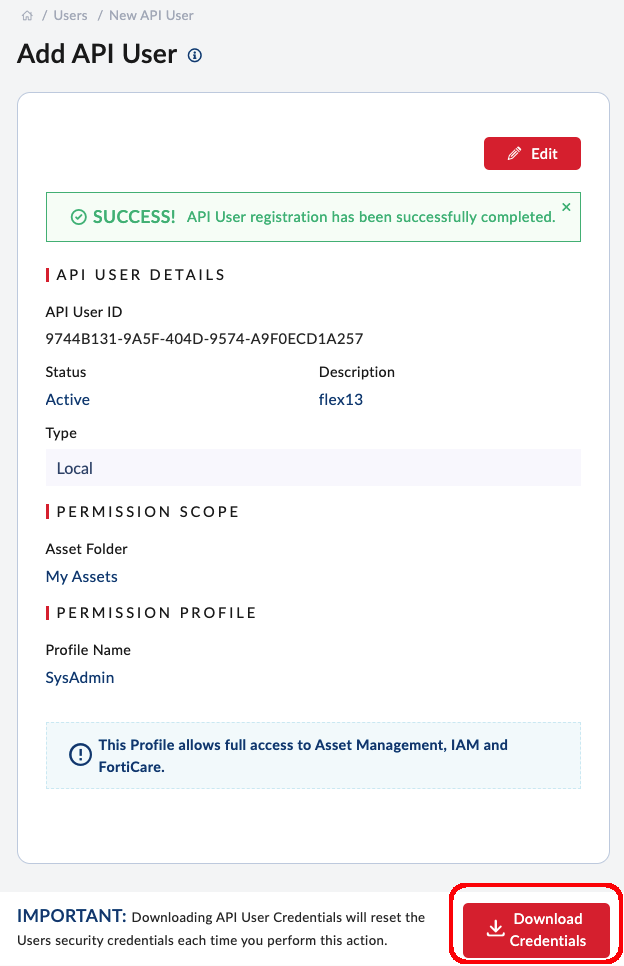 / Users / New API User
Add API User
Edit
SUCCESS! API User registration has been successfully completed.
API USER DETAILS
API User ID
9744B131-9A5F-404D-9574-A9F0ECD1A257
Status Description
Active flex13
Type
Local
PERMISSION SCOPE
Asset Folder
My Assets
PERMISSION PROFILE
Profile Name
SysAdmin
This Profile allows full access to Asset Management, IAM and
FortiCare.
IMPORTANT: Downloading API User Credentials will reset the
Users security credentials each time you perform this action.
Download
Credentials